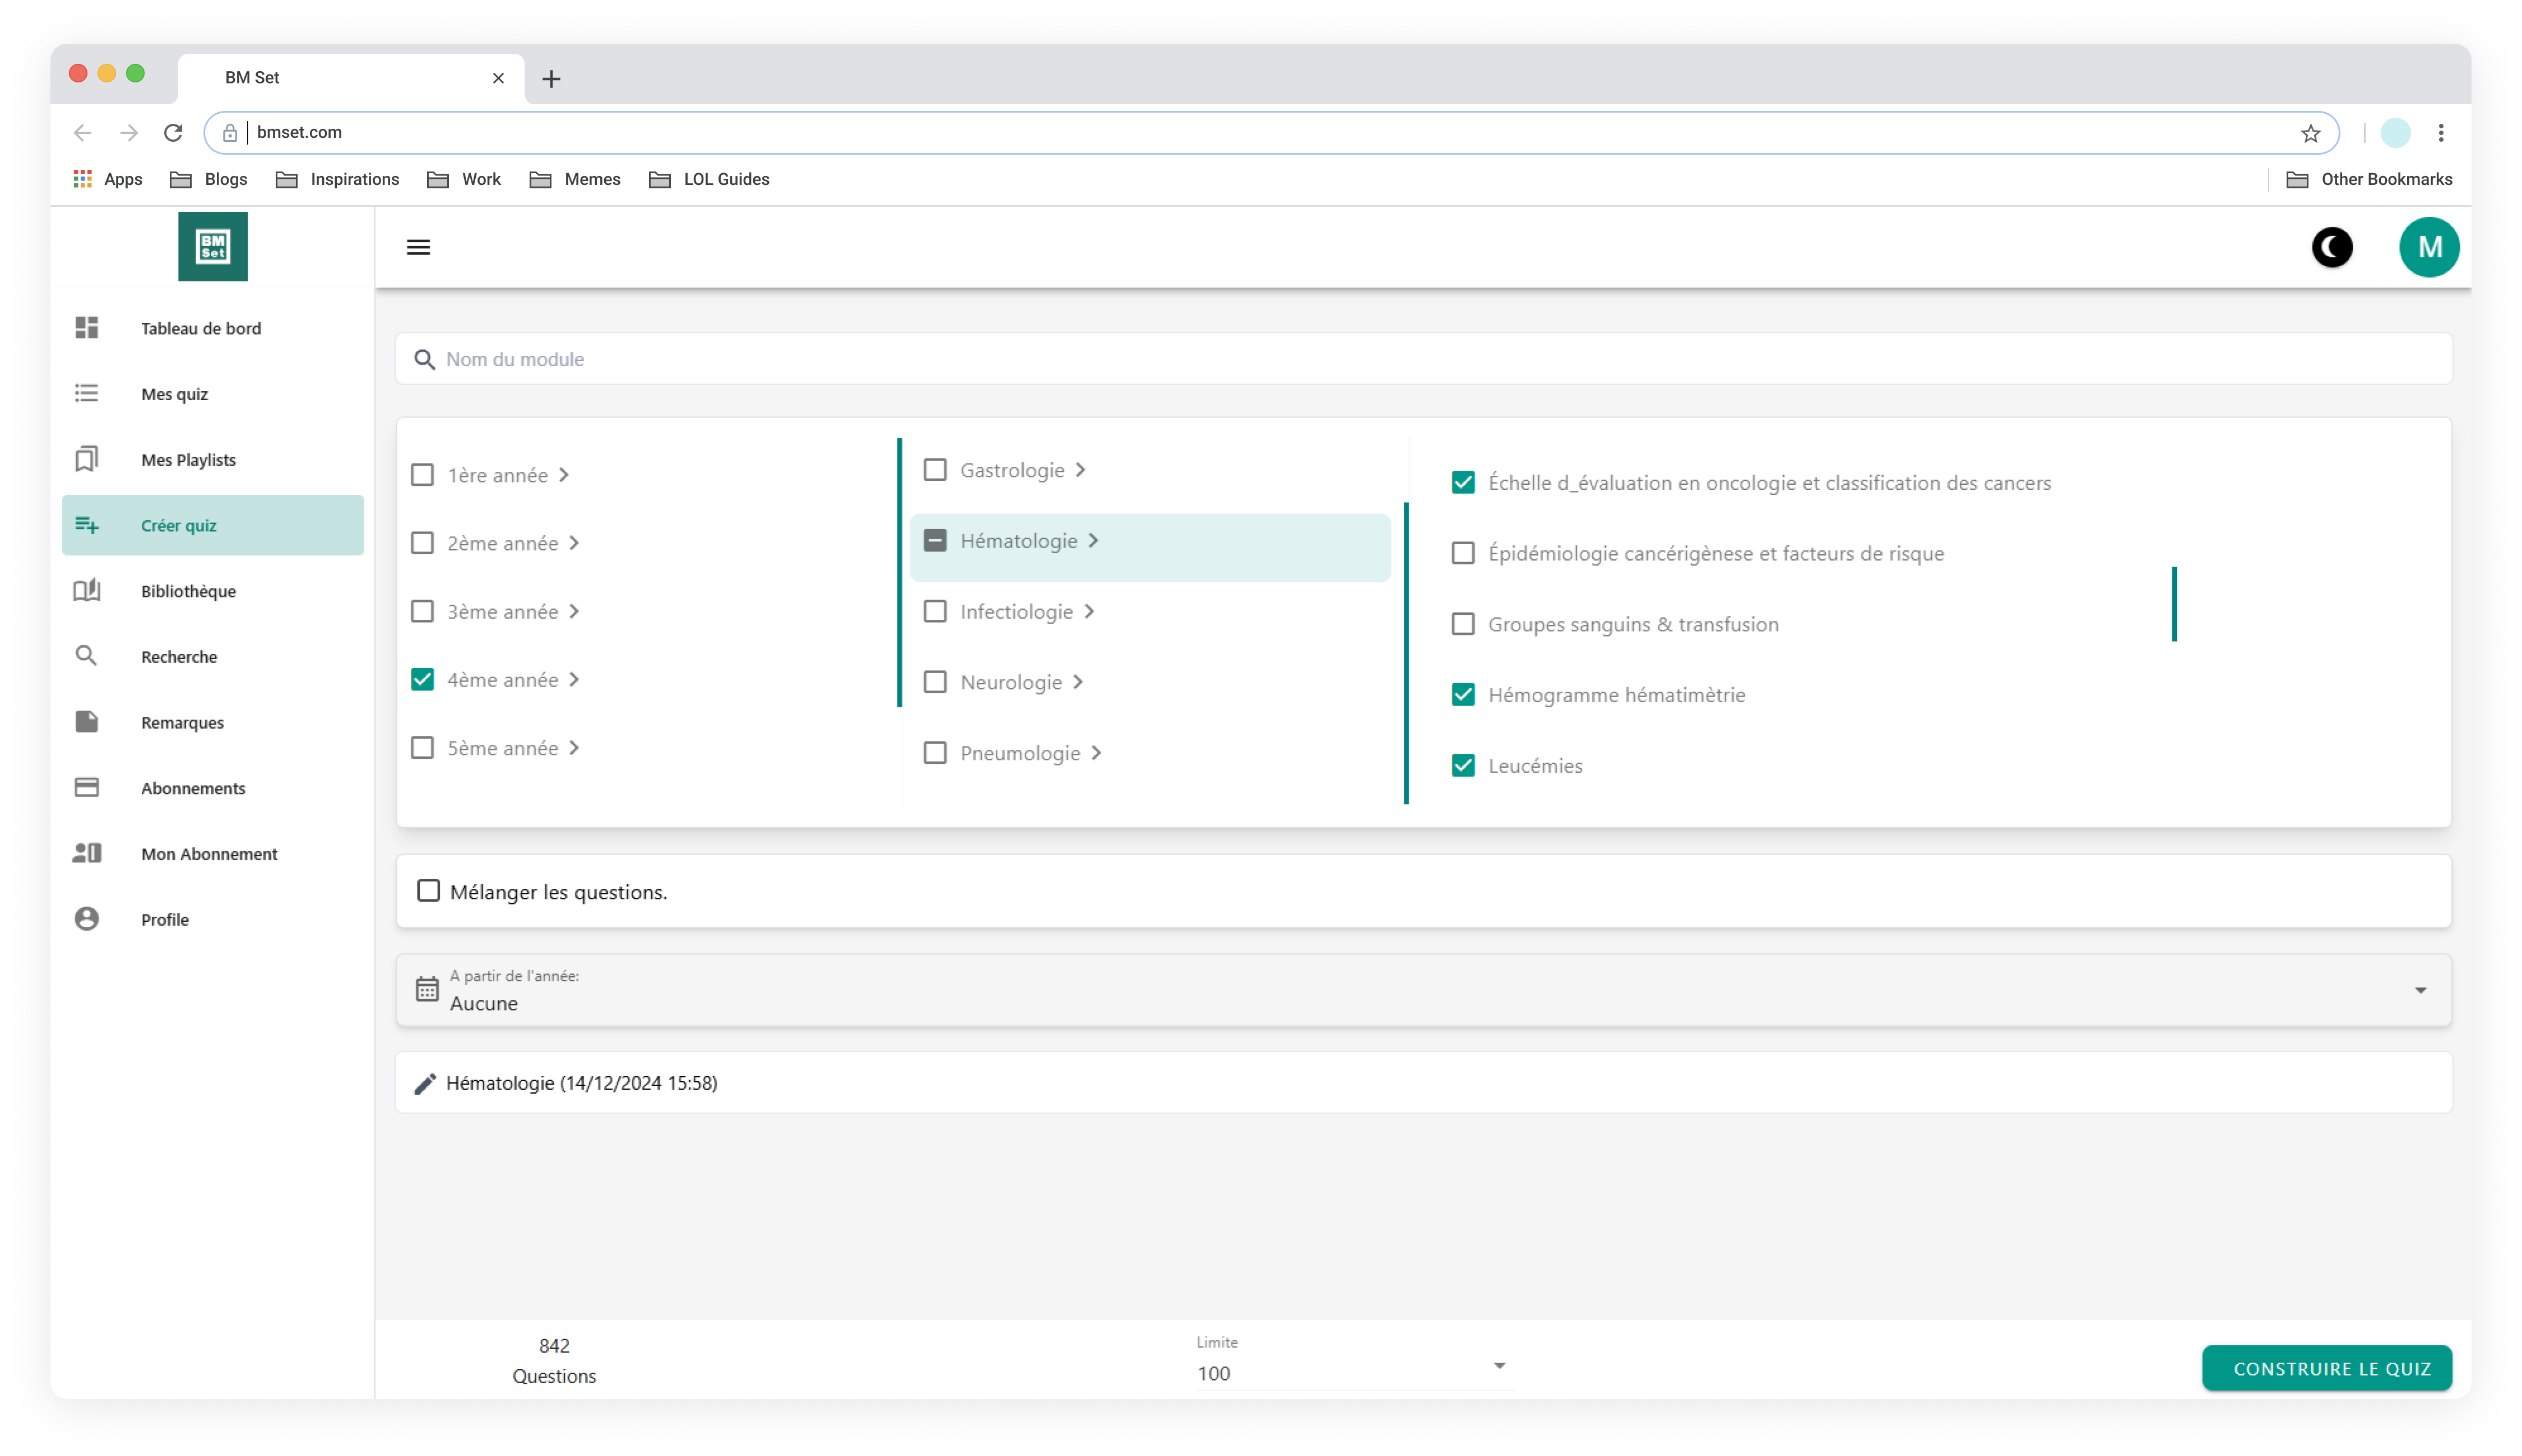 BM Set
bmset.com
Apps
Blogs
Inspirations
Work
Memes
LOL Guides
Other Bookmarks
BM
Set
M
Tableau de bord
Mes quiz
Mes Playlists
Créer quiz
Bibliothèque
Recherche
Remarques
Abonnements
Mon Abonnement
Profile
Nom du module
1ère année
2ème année
3ème année
4ème année
5ème année
Gastrologie
Hématologie
Infectiologie
Neurologie
Pneumologie
Échelle d_évaluation en oncologie et classification des cancers
Épidémiologie cancérigènese et facteurs de risque
Groupes sanguins & transfusion
Hémogramme hématimètrie
Leucémies
Mélanger les questions.
A partir de l'année:
Aucune
Hématologie (14/12/2024 15:58)
842
Questions
Limite
100
CONSTRUIRE LE QUIZ